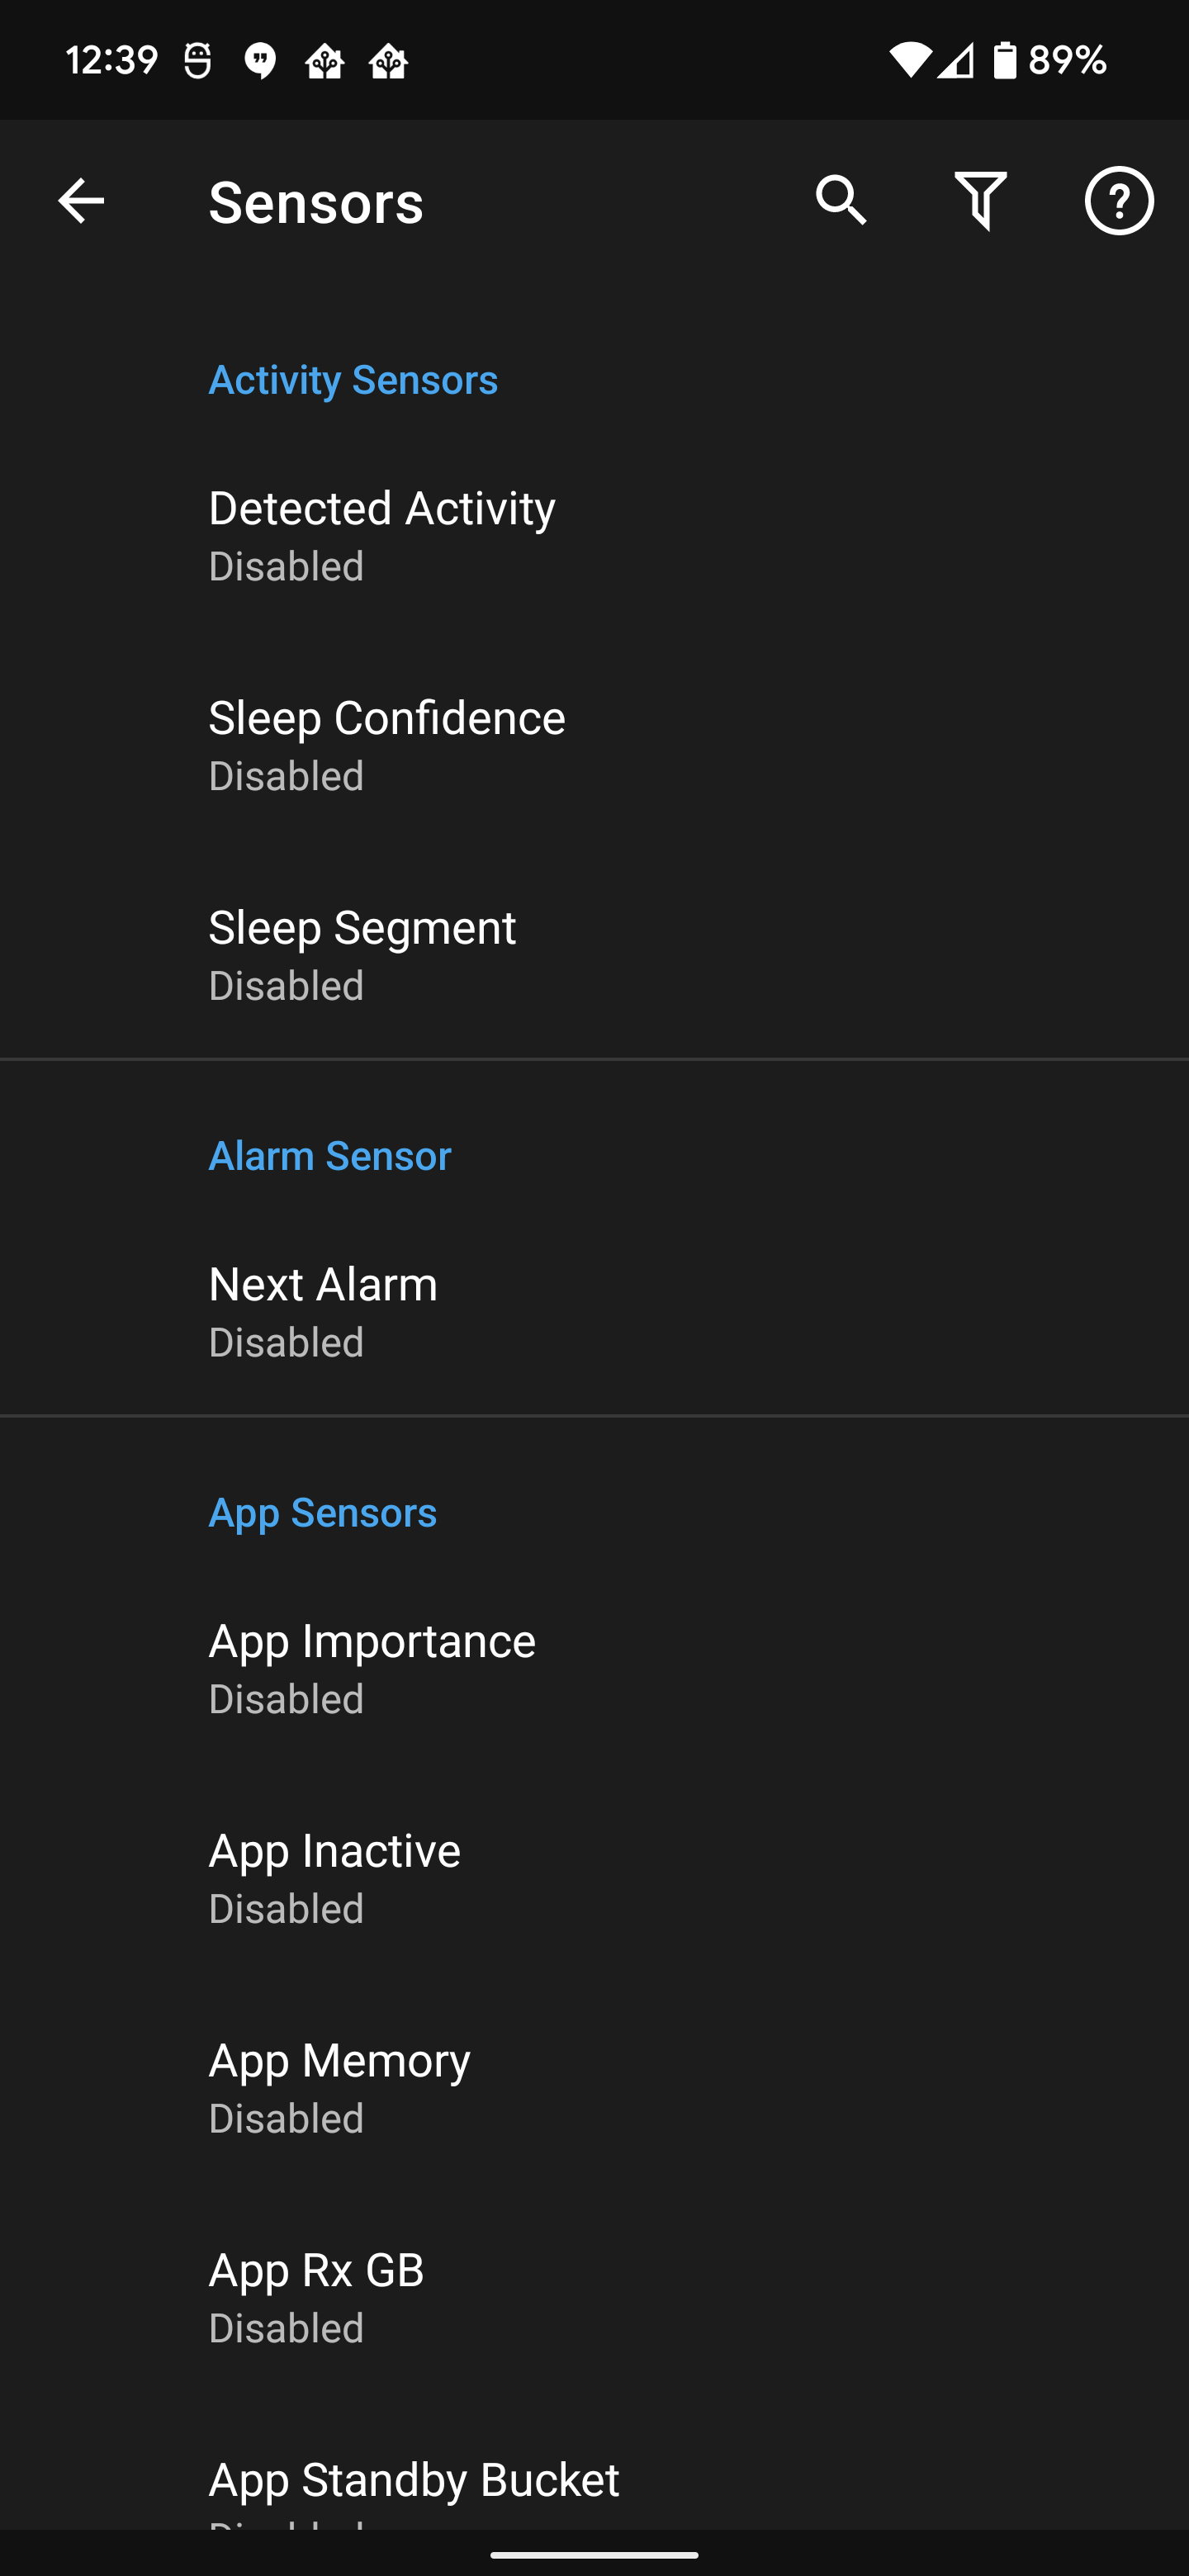 12:39
89%
Sensors
Activity Sensors
Detected Activity
Disabled
Sleep Confidence
Disabled
Sleep Segment
Disabled
Alarm Sensor
Next Alarm
Disabled
App Sensors
App Importance
Disabled
App Inactive
Disabled
App Memory
Disabled
App Rx GB
Disabled
App Standby Bucket